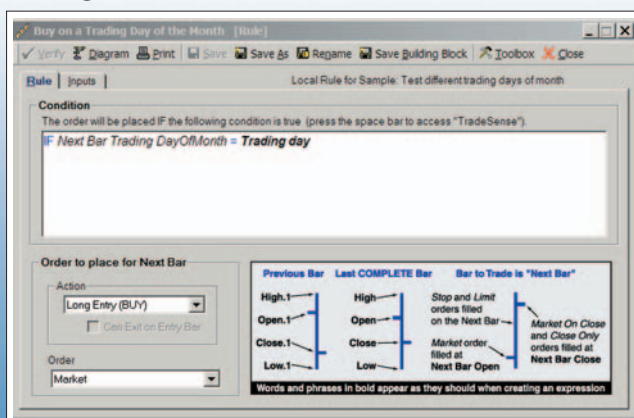 Buy on a Trading Day of the Month [Rule]
Verify Diagram Print Save Save As Rename Save Building Block Toolbox Close
Rule Inputs Local Rule for Sample: Test different trading days of month
Condition
The order will be placed IF the following condition is true (press the space bar to access "TradeSense").
IF Next Bar Trading DayOfMonth = Trading day
Order to place for Next Bar
Action
Long Entry (BUY)
Can Exit on Entry Bar
Order
Market
Previous Bar Last COMPLETE Bar Bar to Trade is "Next Bar"
High.1
Open.1
Close.1
Low.1
High
Open
Close
Low
Stop and Limit
orders filled
on the Next Bar
Market order
filled at
Next Bar Open
Market On Close
and Close Only
orders filled at
Next Bar Close
Words and phrases in bold appear as they should when creating an expression